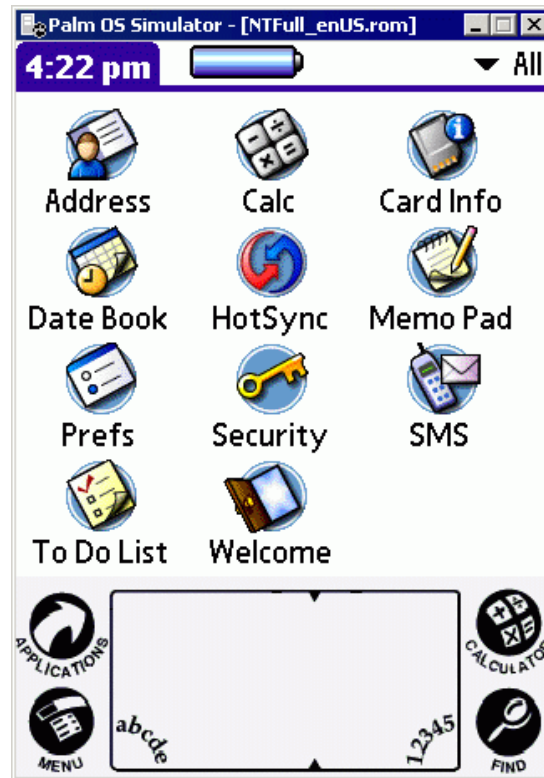 Palm OS Simulator - [NTFull_enUS.rom]
4:22 pm All
Address Calc Card Info
Date Book HotSync Memo Pad
Prefs Security SMS
To Do List Welcome
APPLICATIONS CALCULATOR
abcde 12345
MENU FIND